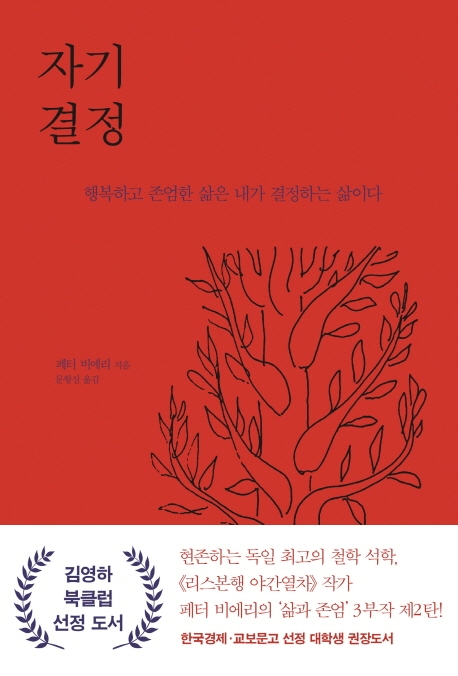 자기
결정
행복하고 존엄한 삶은 내가 결정하는 삶이다
페터 비에리 지음
문항심 옮김
김영하
북클럽
선정 도서
현존하는 독일 최고의 철학 석학,
《리스본행 야간열차》 작가
페터 비에리의 '삶과 존엄' 3부작 제2탄!
한국경제·교보문고 선정 대학생 권장도서